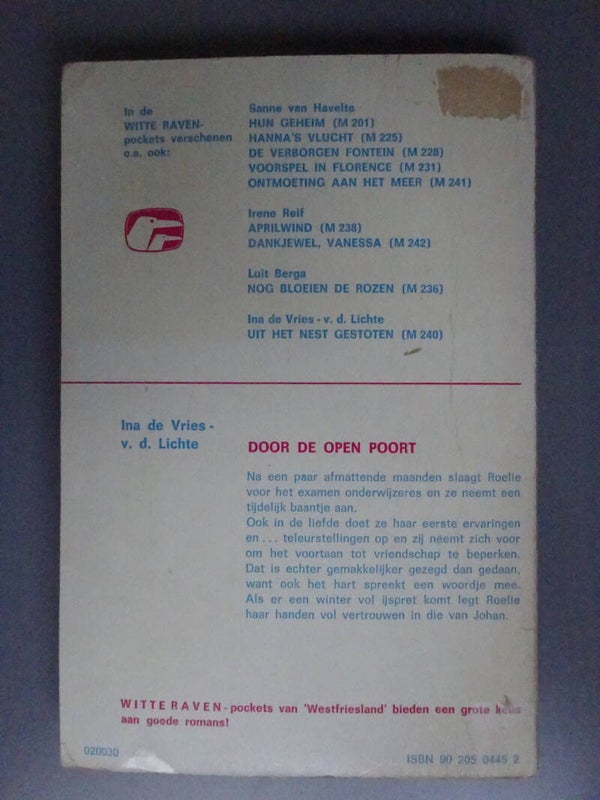 In de
WITTE RAVEN-
pockets verschenen
o.a. ook:
Sanne van Havelte
HUN GEHEIM (M 201)
HANNA'S VLUCHT (M 225)
DE VERBORGEN FONTEIN (M 228)
VOORSPEL IN FLORENCE (M 231)
ONTMOETING AAN HET MEER (M 241)
Irene Reif
APRILWIND (M 238)
DANKJEWEL, VANESSA (M 242)
Luit Berga
NOG BLOEIEN DE ROZEN (M 236)
Ina de Vries - v. d. Lichte
UIT HET NEST GESTOTEN (M 240)
Ina de Vries -
v. d. Lichte
DOOR DE OPEN POORT
Na een paar afmattende maanden slaagt Roelie
voor het examen onderwijzeres en ze neemt een
tijdelijk baantje aan.
Ook in de liefde doet ze haar eerste ervaringen
en... teleurstellingen op en zij neemt zich voor
om het voortaan tot vriendschap te beperken.
Dat is echter gemakkelijker gezegd dan gedaan,
want ook het hart spreekt een woordje mee.
Als er een winter vol ijspret komt legt Roelie
haar handen vol vertrouwen in die van Johan.
WITTE RAVEN - pockets van 'Westfriesland' bieden een grote keus
aan goede romans!
020030
ISBN 90 205 0445 2